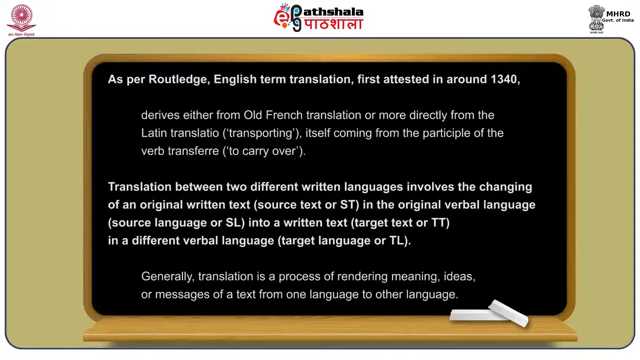 ePathshala
पाठशाला
MHRD
Govt. of India
As per Routledge, English term translation, first attested in around 1340,
derives either from Old French translation or more directly from the
Latin translatio (‘transporting’), itself coming from the participle of the
verb transferre (‘to carry over’).
Translation between two different written languages involves the changing
of an original written text (source text or ST) in the original verbal language
(source language or SL) into a written text (target text or TT)
in a different verbal language (target language or TL).
Generally, translation is a process of rendering meaning, ideas,
or messages of a text from one language to other language.